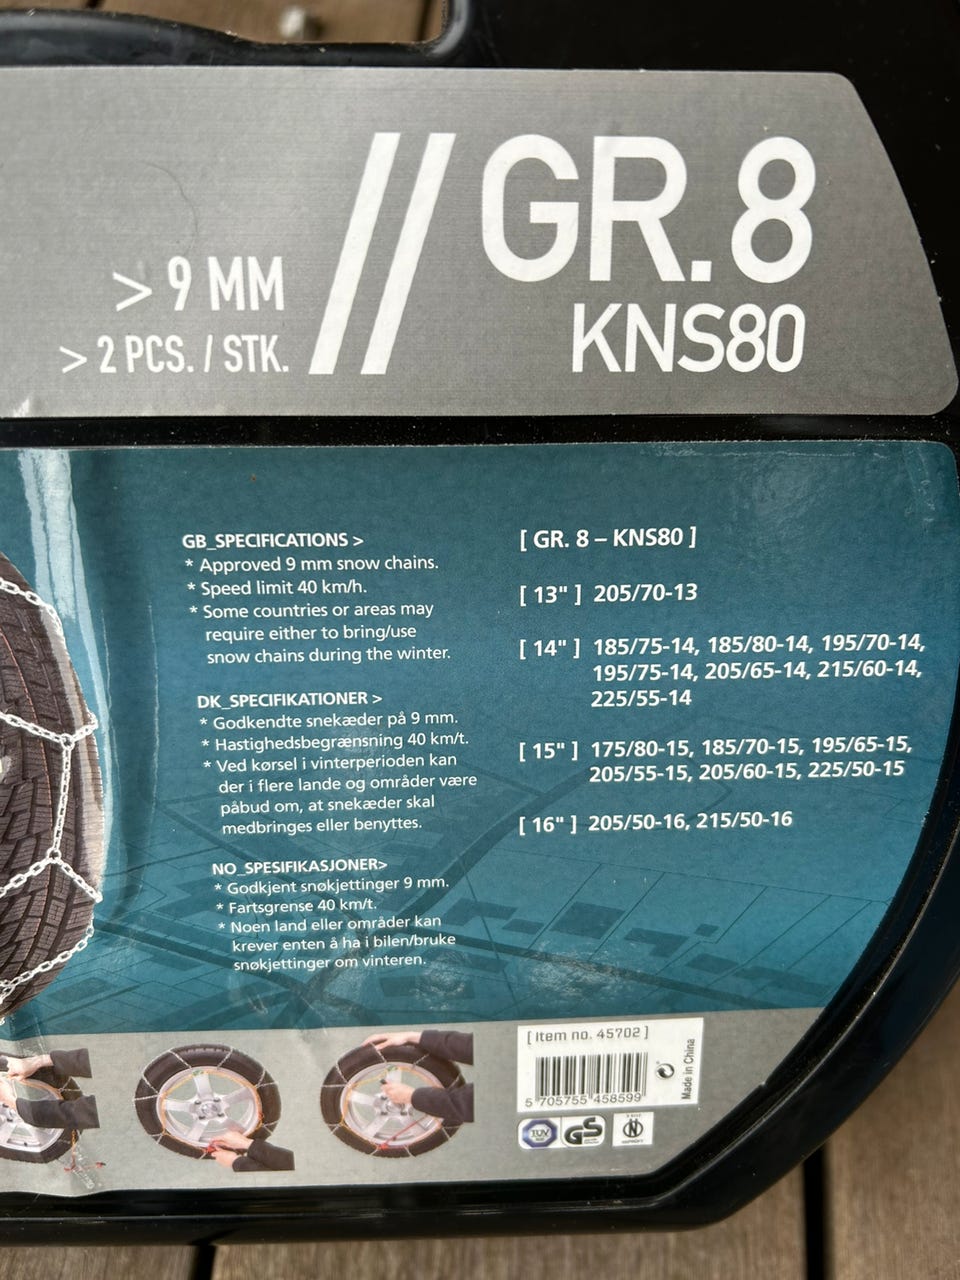 > 9 MM
> 2 PCS. / STK.
// GR. 8
KNS80
GB_SPECIFICATIONS >
* Approved 9 mm snow chains.
* Speed limit 40 km/h.
* Some countries or areas may
require either to bring/use
snow chains during the winter.
DK_SPECIFIKATIONER >
* Godkendte snekæder på 9 mm.
* Hastighedsbegrænsning 40 km/t.
* Ved kørsel i vinterperioden kan
der i flere lande og områder være
påbud om, at snekæder skal
medbringes eller benyttes.
NO_SPESIFIKASJONER>
* Godkjent snøkjettinger 9 mm.
* Fartsgrense 40 km/t.
* Noen land eller områder kan
krever enten å ha i bilen/bruke
snøkjettinger om vinteren.
[ GR. 8 – KNS80 ]
[ 13" ] 205/70-13
[ 14" ] 185/75-14, 185/80-14, 195/70-14,
195/75-14, 205/65-14, 215/60-14,
225/55-14
[ 15" ] 175/80-15, 185/70-15, 195/65-15,
205/55-15, 205/60-15, 225/50-15
[ 16" ] 205/50-16, 215/50-16
[ Item no. 45702 ]
5 705755 458599
Made in China
TÜV
GS
N